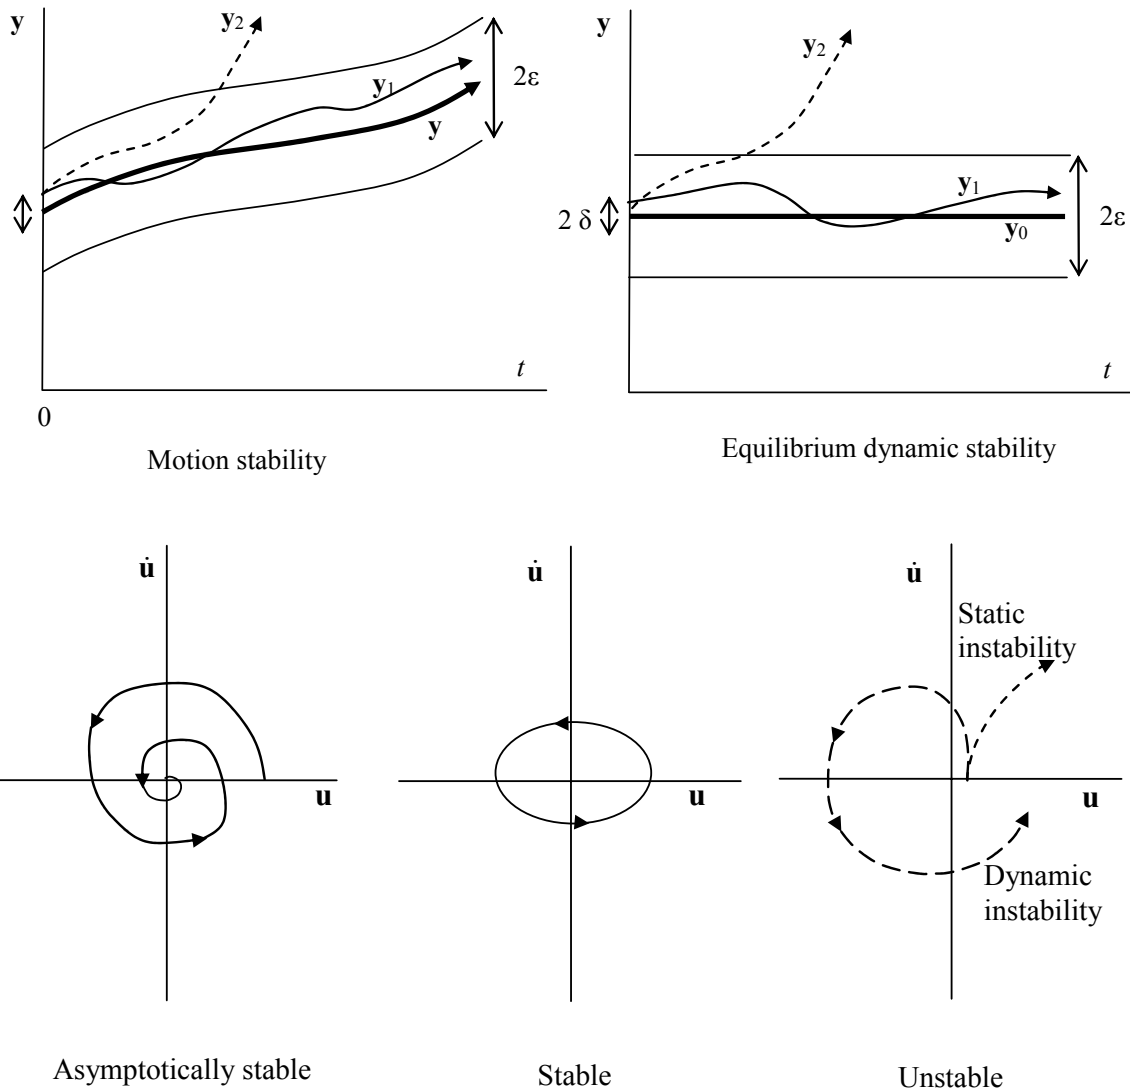 y
y2
y1
y
2ε
t
0
Motion stability
y
y2
y1
y0
2 δ
2ε
t
Equilibrium dynamic stability
u̇
u
Asymptotically stable
u̇
u
Stable
u̇
Static
instability
u
Dynamic
instability
Unstable